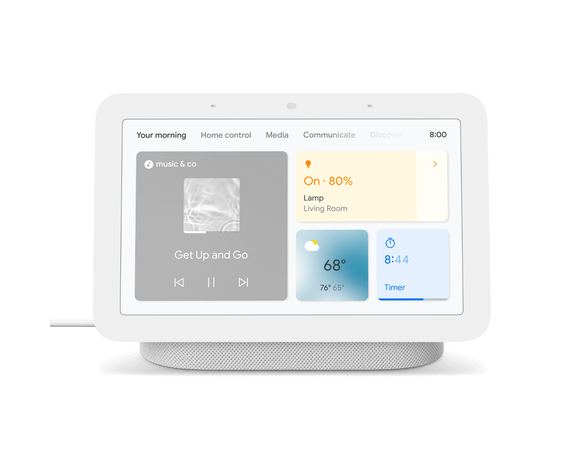 Your morning Home control Media Communicate Discover 8:00
music & co
Get Up and Go
On · 80%
Lamp
Living Room
68°
76° 65°
8:44
Timer